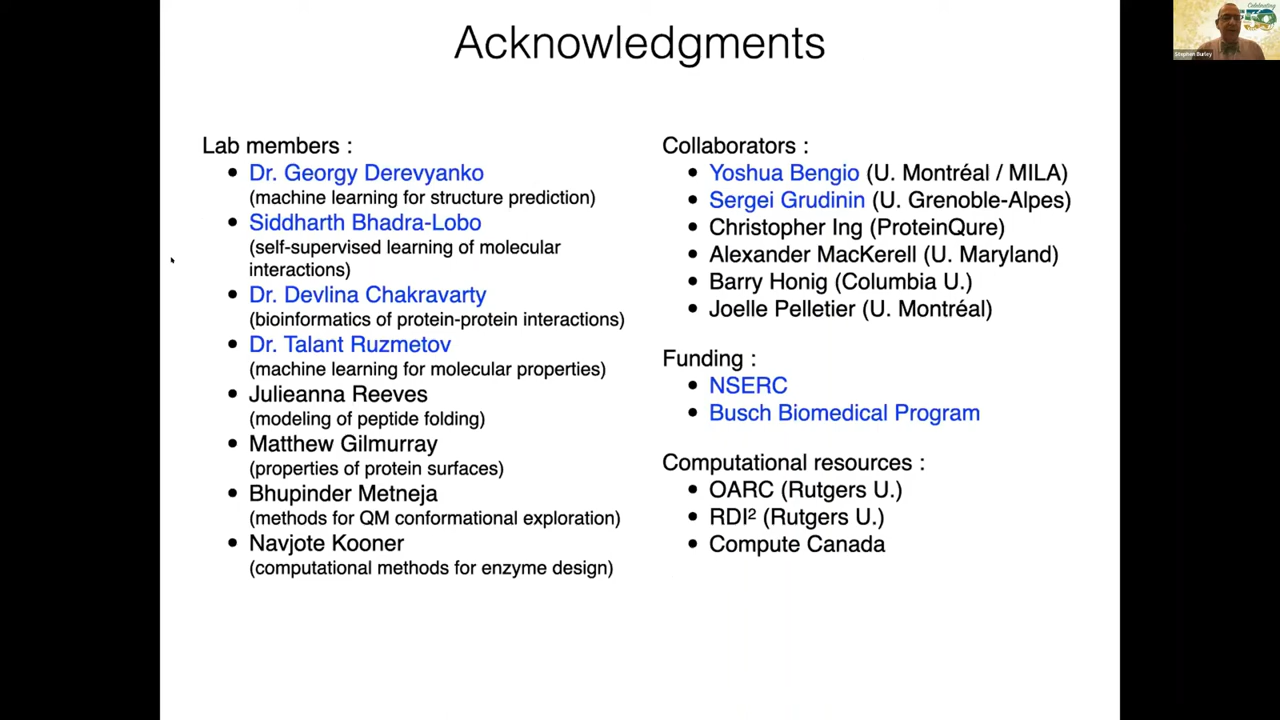 Acknowledgments
Lab members :
• Dr. Georgy Derevyanko
(machine learning for structure prediction)
• Siddharth Bhadra-Lobo
(self-supervised learning of molecular
interactions)
• Dr. Devlina Chakravarty
(bioinformatics of protein-protein interactions)
• Dr. Talant Ruzmetov
(machine learning for molecular properties)
• Julieanna Reeves
(modeling of peptide folding)
• Matthew Gilmurray
(properties of protein surfaces)
• Bhupinder Metneja
(methods for QM conformational exploration)
• Navjote Kooner
(computational methods for enzyme design)
Collaborators :
• Yoshua Bengio (U. Montréal / MILA)
• Sergei Grudinin (U. Grenoble-Alpes)
• Christopher Ing (ProteinQure)
• Alexander MacKerell (U. Maryland)
• Barry Honig (Columbia U.)
• Joelle Pelletier (U. Montréal)
Funding :
• NSERC
• Busch Biomedical Program
Computational resources :
• OARC (Rutgers U.)
• RDI² (Rutgers U.)
• Compute Canada
Celebrating
Stephen Burley